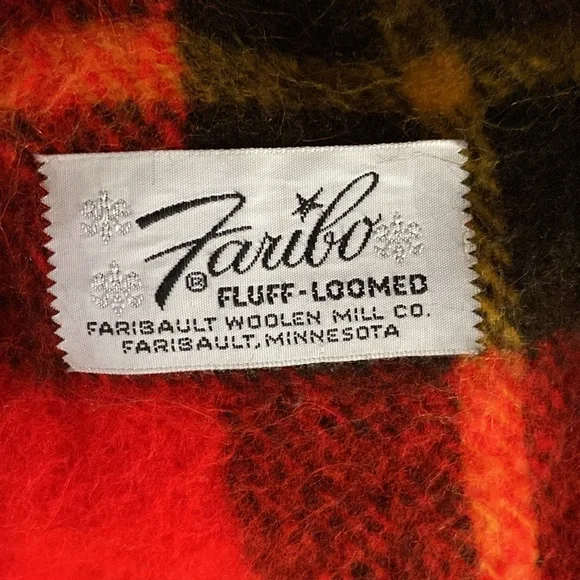 Faribo
® FLUFF-LOOMED
FARIBAULT WOOLEN MILL CO.
FARIBAULT, MINNESOTA